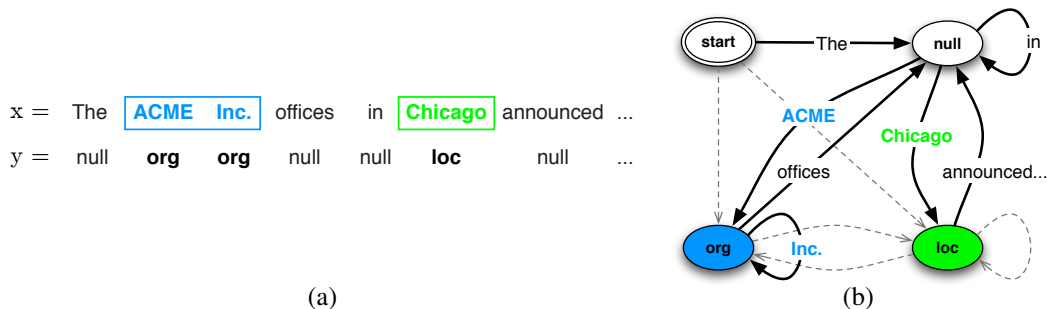 x = The ACME Inc. offices in Chicago announced ...
y = null org org null null loc null ...
(a)
start
The
null
in
ACME
Chicago
offices
announced...
org
Inc.
loc
(b)